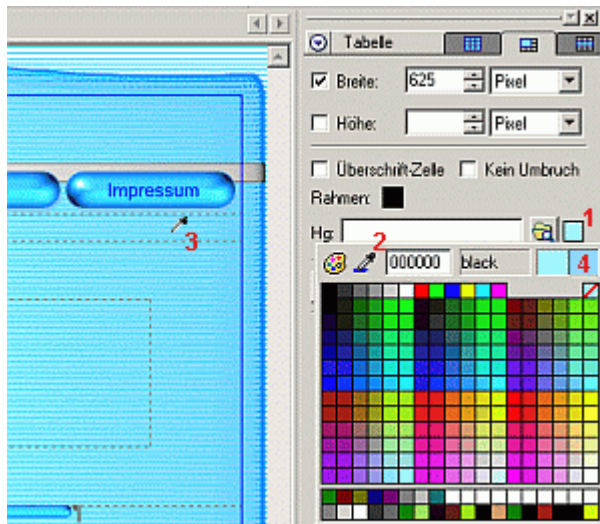 Tabelle
Breite: 625 Pixel
Höhe: Pixel
Überschrift-Zelle Kein Umbruch
Rahmen:
Impressum
Hg: 1
3
2 000000 black 4